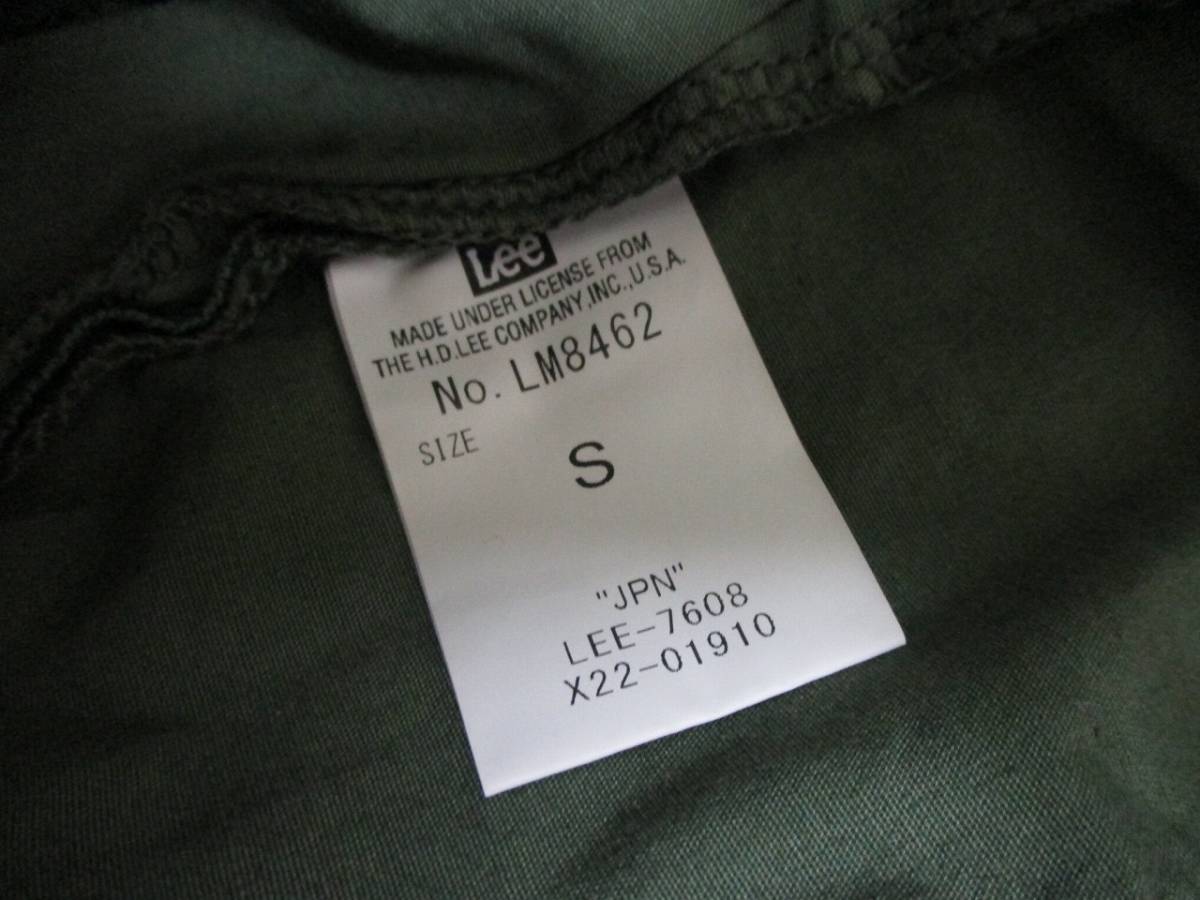 Lee
MADE UNDER LICENSE FROM
THE H.D.LEE COMPANY,INC.,U.S.A.
No. LM8462
SIZE
S
"JPN"
LEE-7608
X22-01910